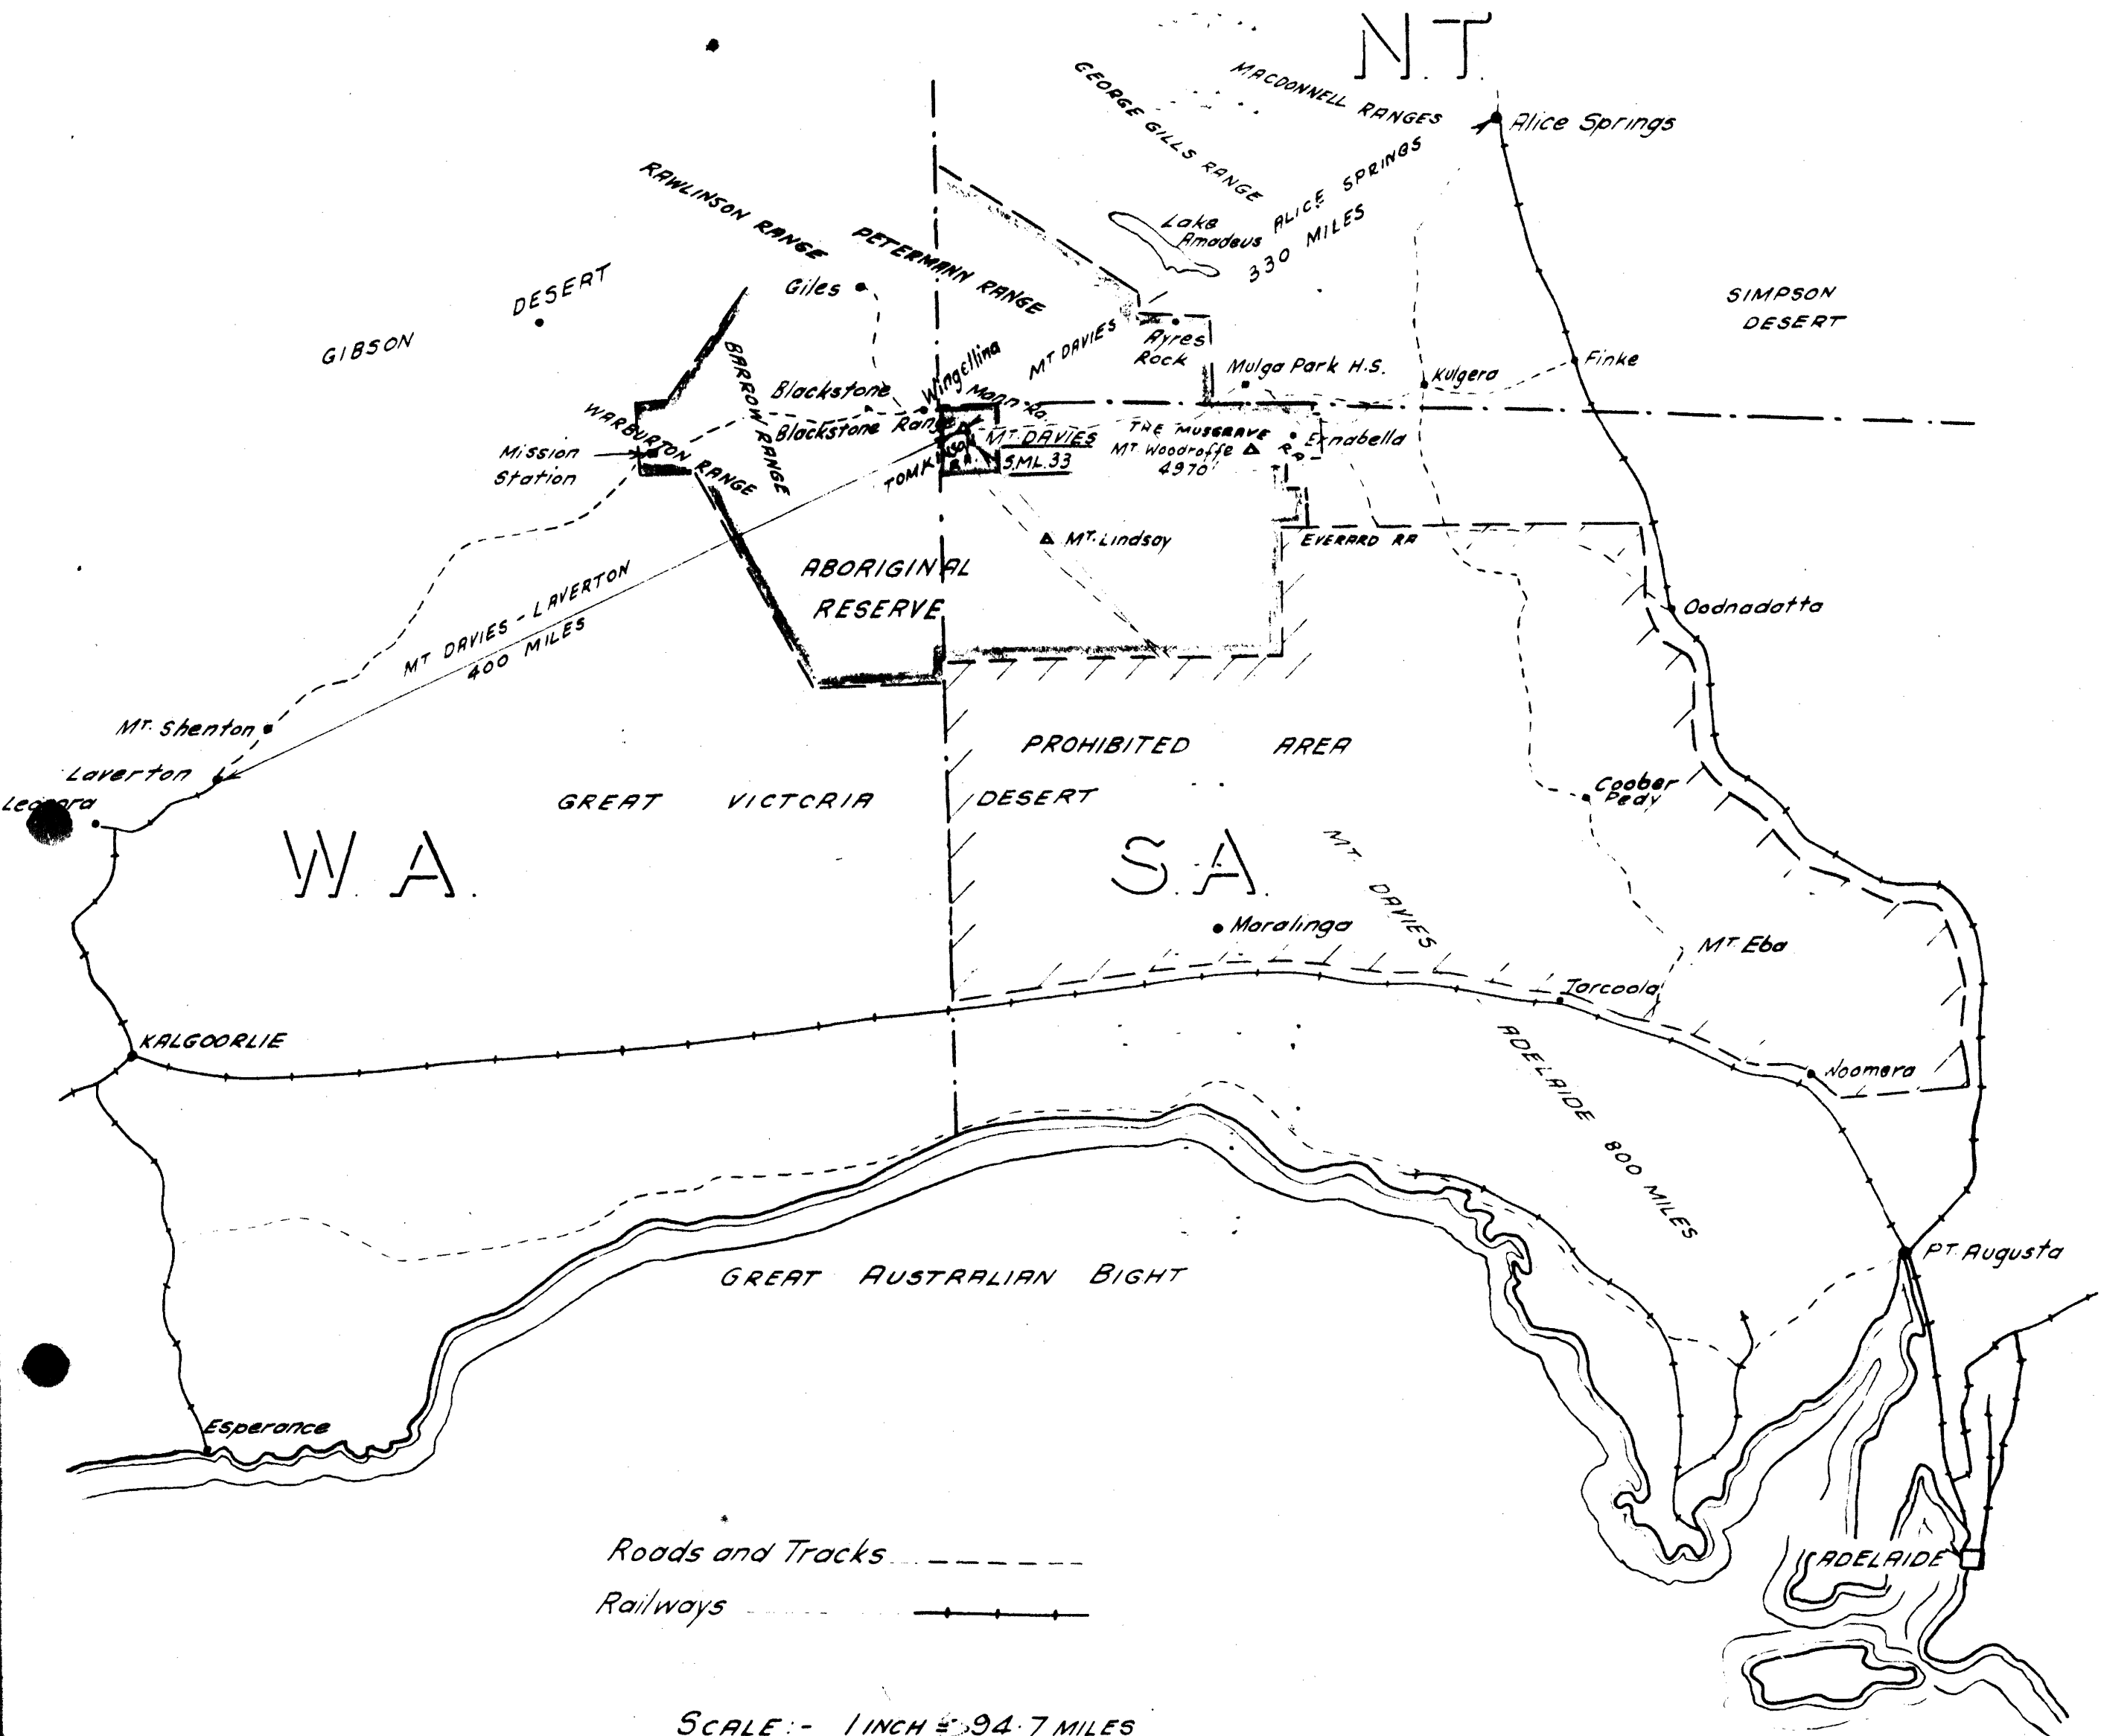 N.T.
MACDONNELL RANGES
GEORGE GILLS RANGE
Alice Springs
ALICE SPRINGS
330 MILES
RAWLINSON RANGE
PETERMANN RANGE
Lake
Amadeus
DESERT
GIBSON
Giles
SIMPSON
DESERT
MT DAVIES
Ayres
Rock
Mulga Park H.S.
Kulgera
Finke
BARROW RANGE
Blackstone
Wingellina
Mann Ra.
WARBURTON RANGE
Blackstone Range
Mission
Station
TOMKINSON
RA.
MT. DAVIES
S.M.L. 33
THE MUSGRAVE
RA
MT. Woodroffe
4970'
Ernabella
MT. Lindsay
EVERARD RA
ABORIGINAL
RESERVE
Oodnadatta
MT DAVIES - LAVERTON
400 MILES
MT. Shenton
Laverton
Leonora
PROHIBITED AREA
GREAT VICTORIA DESERT
Coober
Pedy
W.A.
S.A.
MT. DAVIES
Maralinga
MT. Eba
Tarcoola
KALGOORLIE
Woomera
ADELAIDE 800 MILES
PT. Augusta
GREAT AUSTRALIAN BIGHT
Esperance
ADELAIDE
Roads and Tracks
Railways
SCALE:- 1 INCH = 94.7 MILES